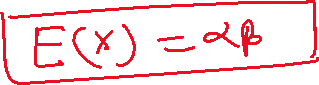 E(X) = αβ